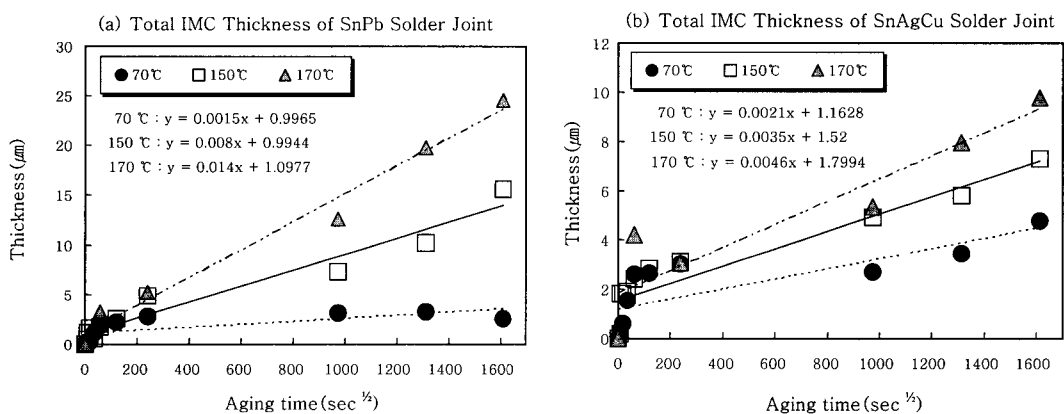 (a) Total IMC Thickness of SnPb Solder Joint
30
25
20
15
10
5
0
Thickness(㎛)
70℃ 150℃ 170℃
70 ℃ : y = 0.0015x + 0.9965
150 ℃ : y = 0.008x + 0.9944
170 ℃ : y = 0.014x + 1.0977
0 200 400 600 800 1000 1200 1400 1600
Aging time(sec ½)
(b) Total IMC Thickness of SnAgCu Solder Joint
12
10
8
6
4
2
0
Thickness(㎛)
70℃ 150℃ 170℃
70 ℃ : y = 0.0021x + 1.1628
150 ℃ : y = 0.0035x + 1.52
170 ℃ : y = 0.0046x + 1.7994
0 200 400 600 800 1000 1200 1400 1600
Aging time(sec ½)